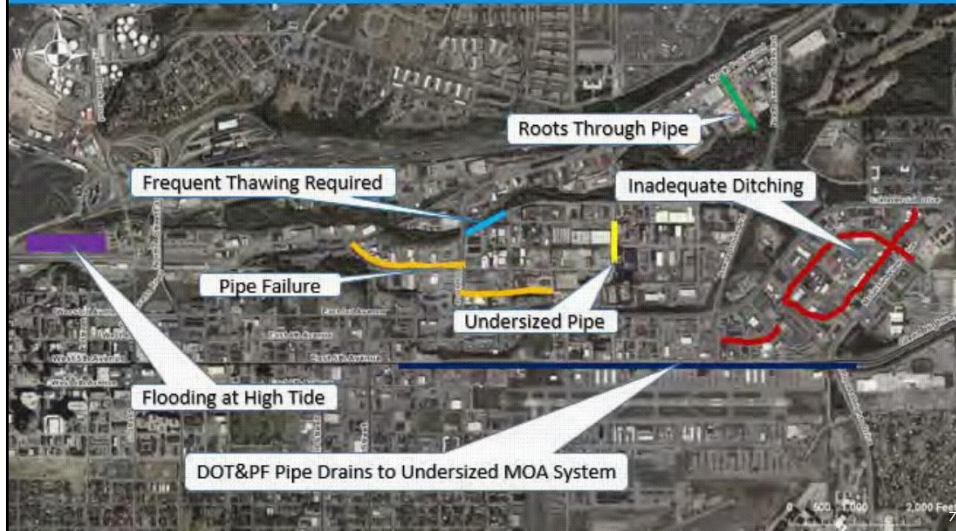 W
Roots Through Pipe
Frequent Thawing Required
Inadequate Ditching
Pipe Failure
Undersized Pipe
East 5th Avenue
Flooding at High Tide
DOT&PF Pipe Drains to Undersized MOA System
0 500 1,000 2,000 Feet
7